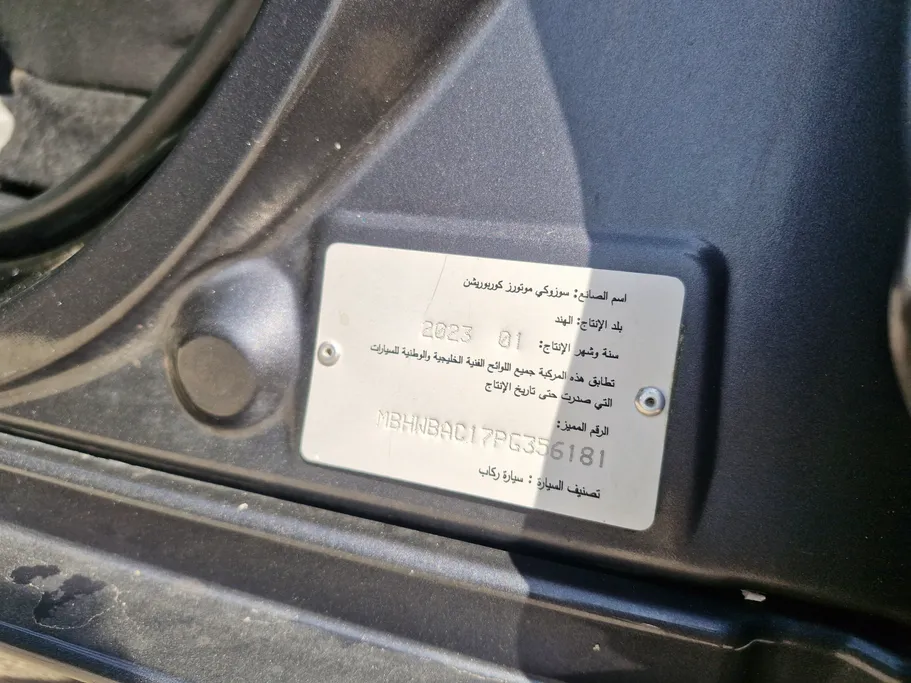 اسم الصانع: سوزوكي موتورز كوربوريشن
بلد الإنتاج: الهند
سنة وشهر الإنتاج: 2023 01
تطابق هذه المركبة جميع اللوائح الفنية الخليجية والوطنية للسيارات
التي صدرت حتى تاريخ الإنتاج
الرقم المميز:
MBHWBAC17PG356181
تصنيف السيارة : سيارة ركاب